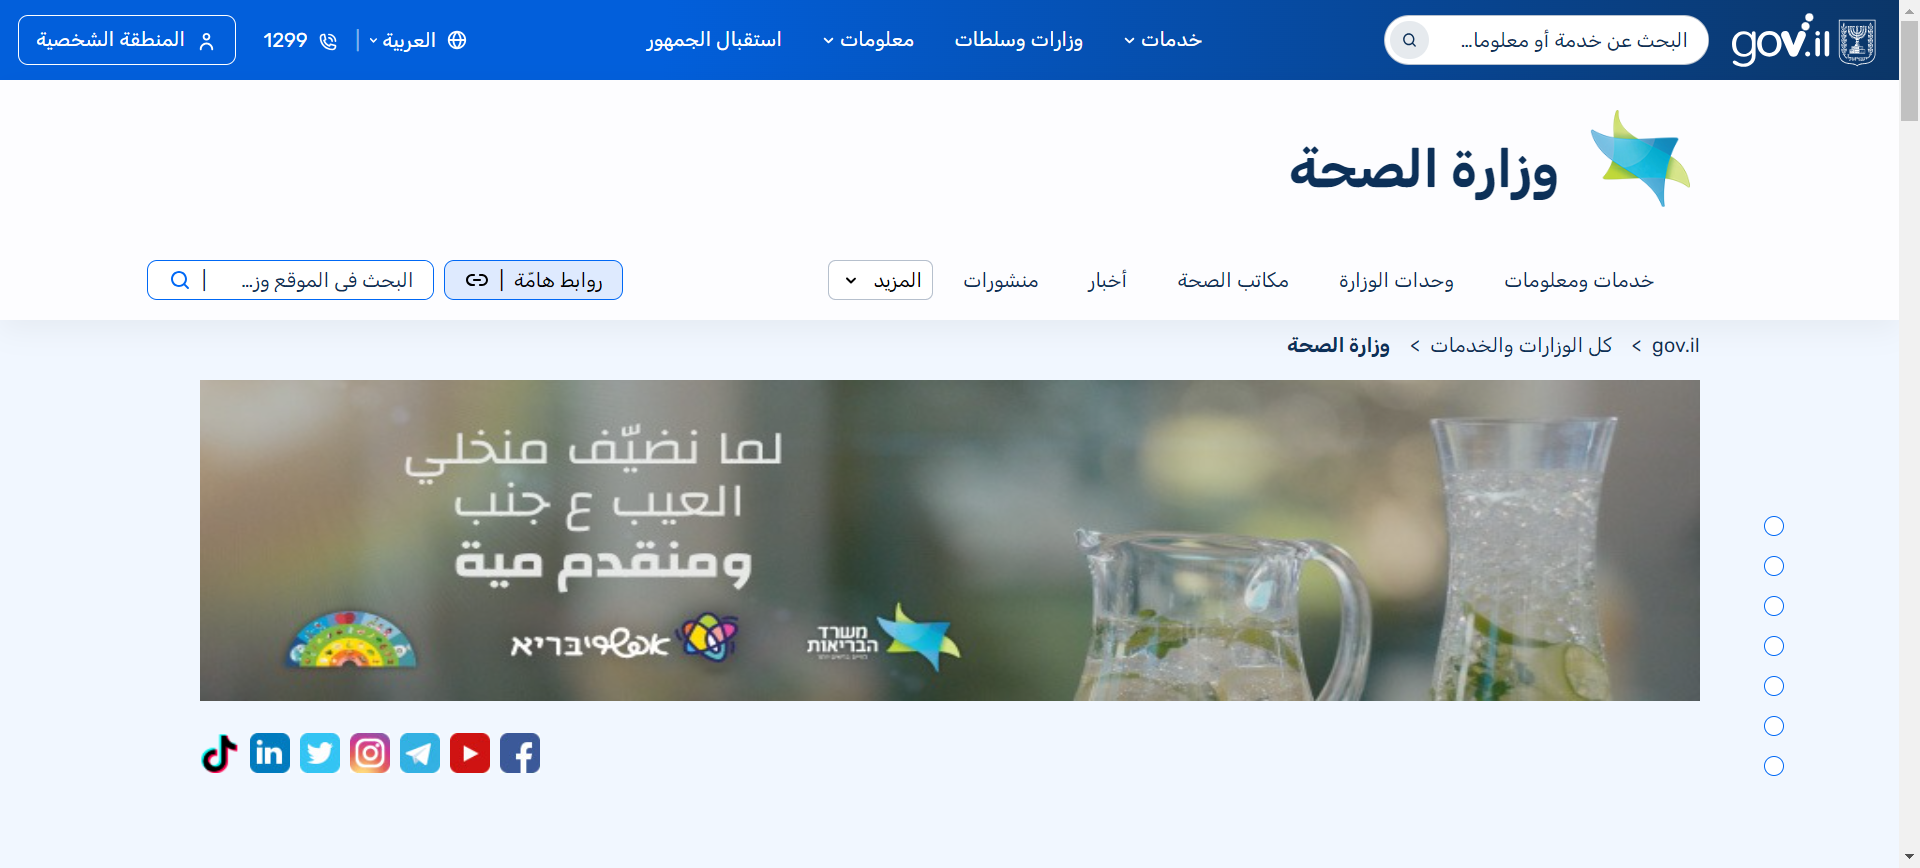 gov.il
البحث عن خدمة أو معلوما...
خدمات
وزارات وسلطات
معلومات
استقبال الجمهور
العربية
1299
المنطقة الشخصية
وزارة الصحة
خدمات ومعلومات
وحدات الوزارة
مكاتب الصحة
أخبار
منشورات
المزيد
روابط هامّة |
البحث في الموقع وز... |
gov.il > كل الوزارات والخدمات > وزارة الصحة
لما نضيّف منخلي
العيب ع جنب
ومنقدم مية
משרד
הבריאות
אפשריבריא